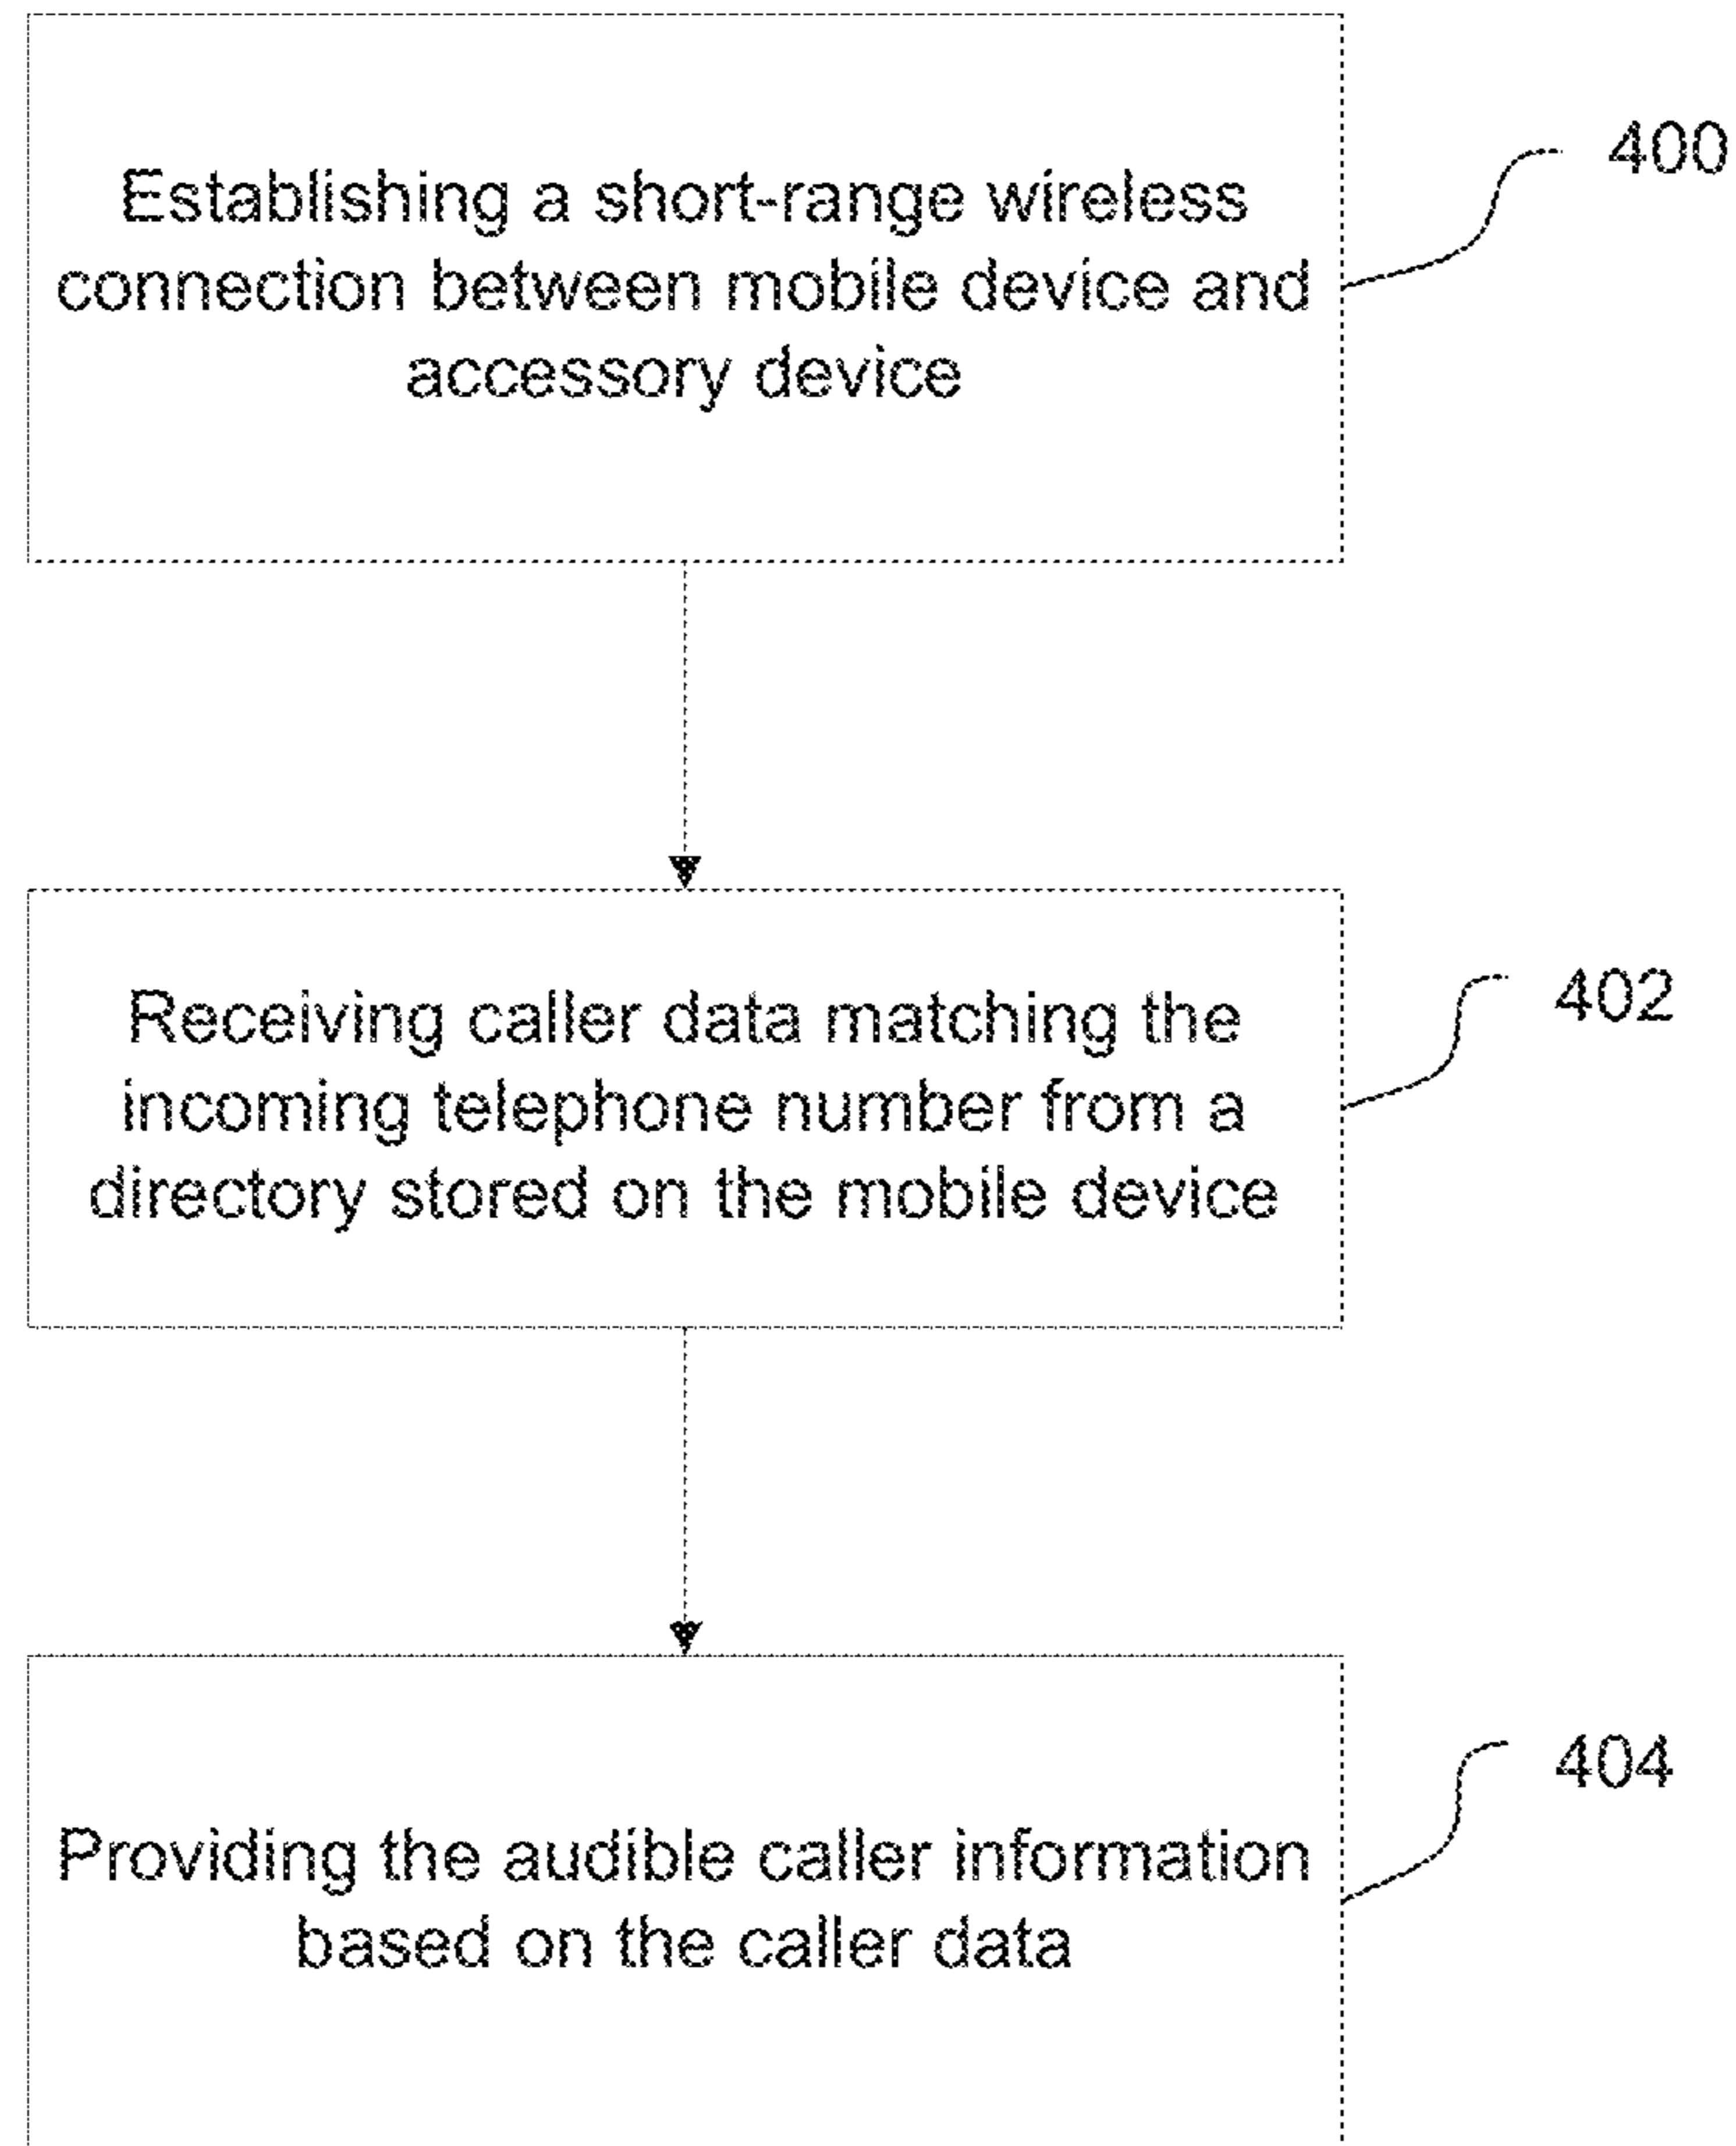 Establishing a short-range wireless
connection between mobile device and
accessory device
400
Receiving caller data matching the
incoming telephone number from a
directory stored on the mobile device
402
Providing the audible caller information
based on the caller data
404